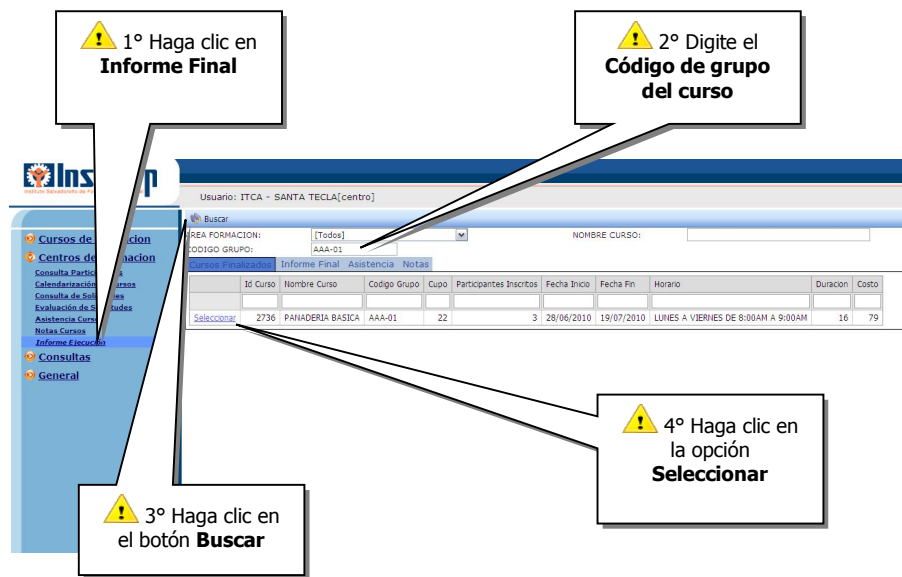 1° Haga clic en
Informe Final
2° Digite el
Código de grupo
del curso
Usuario: ITCA - SANTA TECLA[centro]
Buscar
AREA FORMACION: [Todos] NOMBRE CURSO:
CODIGO GRUPO: AAA-01
Cursos Finalizados Informe Final Asistencia Notas
Id Curso Nombre Curso Codigo Grupo Cupo Participantes Inscritos Fecha Inicio Fecha Fin Horario Duracion Costo
Seleccionar 2736 PANADERIA BASICA AAA-01 22 3 28/06/2010 19/07/2010 LUNES A VIERNES DE 8:00AM A 9:00AM 16 79
Cursos de
Centros de
Consulta
Calendarización
Consulta de
Evaluación de
Asistencia
Notas Cursos
Informe Ejecución
Consultas
General
4° Haga clic en
la opción
Seleccionar
3° Haga clic en
el botón Buscar